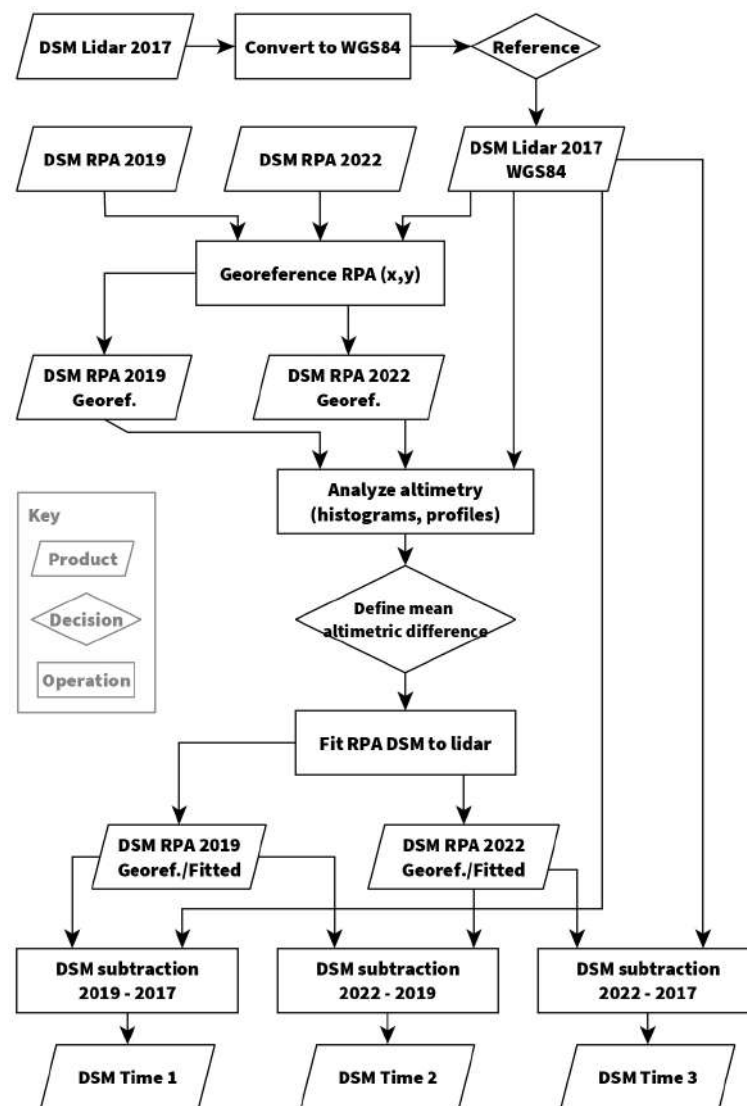 DSM Lidar 2017
Convert to WGS84
Reference
DSM RPA 2019
DSM RPA 2022
DSM Lidar 2017
WGS84
Georeference RPA (x,y)
DSM RPA 2019
Georef.
DSM RPA 2022
Georef.
Analyze altimetry
(histograms, profiles)
Key
Product
Decision
Operation
Define mean
altimetric difference
Fit RPA DSM to lidar
DSM RPA 2019
Georef./Fitted
DSM RPA 2022
Georef./Fitted
DSM subtraction
2019 - 2017
DSM subtraction
2022 - 2019
DSM subtraction
2022 - 2017
DSM Time 1
DSM Time 2
DSM Time 3